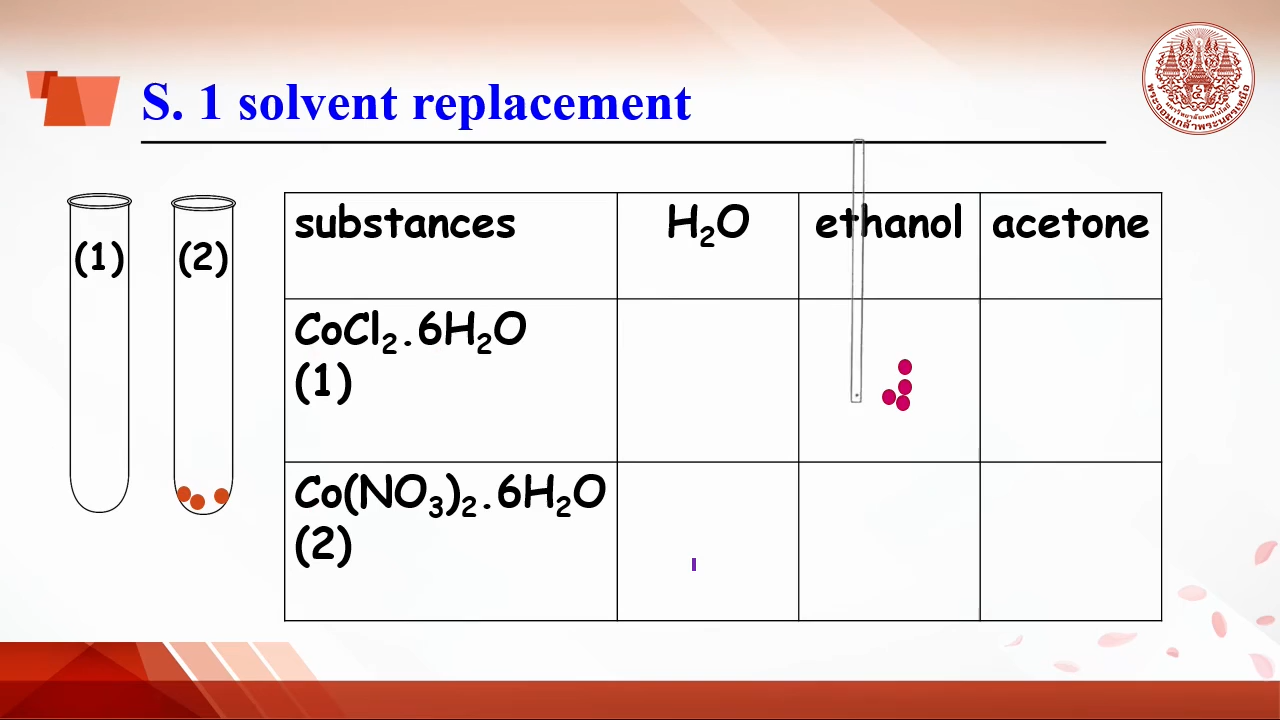 S. 1 solvent replacement
(1)
(2)
substances
H₂O
ethanol
acetone
CoCl₂.6H₂O
(1)
Co(NO₃)₂.6H₂O
(2)